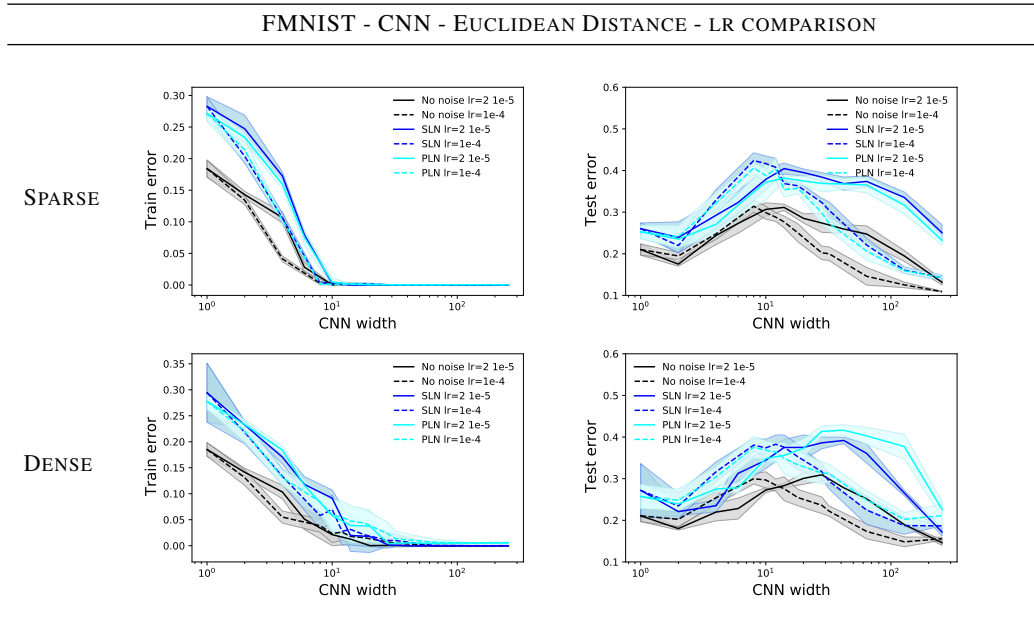 FMNIST - CNN - EUCLIDEAN DISTANCE - LR COMPARISON
SPARSE
Train error
0.30
0.25
0.20
0.15
0.10
0.05
0.00
No noise lr=2 1e-5
No noise lr=1e-4
SLN lr=2 1e-5
SLN lr=1e-4
PLN lr=2 1e-5
PLN lr=1e-4
10^0
10^1
10^2
CNN width
Test error
0.6
0.5
0.4
0.3
0.2
0.1
No noise lr=2 1e-5
No noise lr=1e-4
SLN lr=2 1e-5
SLN lr=1e-4
PLN lr=2 1e-5
PLN lr=1e-4
10^0
10^1
10^2
CNN width
DENSE
Train error
0.35
0.30
0.25
0.20
0.15
0.10
0.05
0.00
No noise lr=2 1e-5
No noise lr=1e-4
SLN lr=2 1e-5
SLN lr=1e-4
PLN lr=2 1e-5
PLN lr=1e-4
10^0
10^1
10^2
CNN width
Test error
0.6
0.5
0.4
0.3
0.2
0.1
No noise lr=2 1e-5
No noise lr=1e-4
SLN lr=2 1e-5
SLN lr=1e-4
PLN lr=2 1e-5
PLN lr=1e-4
10^0
10^1
10^2
CNN width